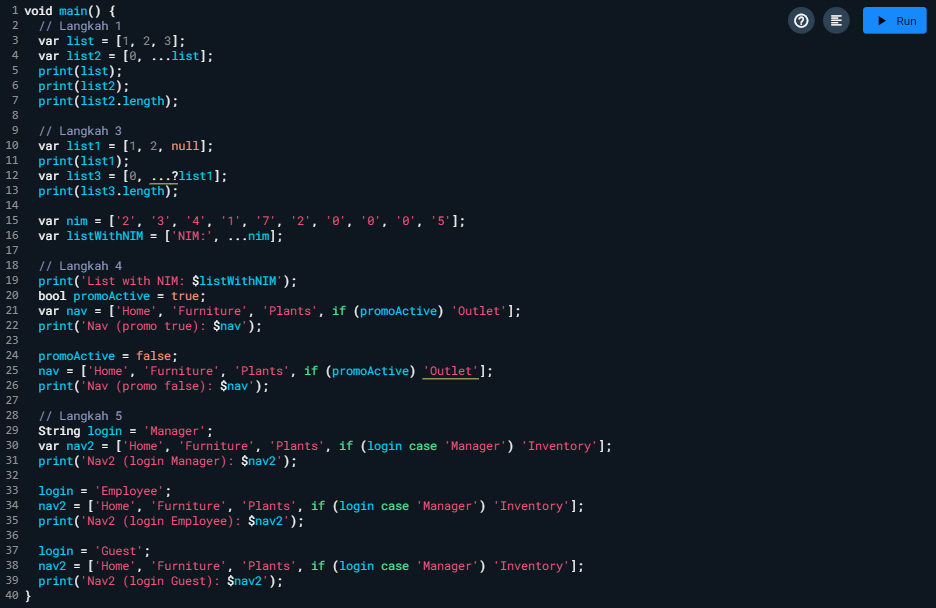 Run
1 void main() {
2   // Langkah 1
3   var list = [1, 2, 3];
4   var list2 = [0, ...list];
5   print(list);
6   print(list2);
7   print(list2.length);
8
9   // Langkah 3
10   var list1 = [1, 2, null];
11   print(list1);
12   var list3 = [0, ...?list1];
13   print(list3.length);
14
15   var nim = ['2', '3', '4', '1', '7', '2', '0', '0', '0', '5'];
16   var listWithNIM = ['NIM:', ...nim];
17
18   // Langkah 4
19   print('List with NIM: $listWithNIM');
20   bool promoActive = true;
21   var nav = ['Home', 'Furniture', 'Plants', if (promoActive) 'Outlet'];
22   print('Nav (promo true): $nav');
23
24   promoActive = false;
25   nav = ['Home', 'Furniture', 'Plants', if (promoActive) 'Outlet'];
26   print('Nav (promo false): $nav');
27
28   // Langkah 5
29   String login = 'Manager';
30   var nav2 = ['Home', 'Furniture', 'Plants', if (login case 'Manager') 'Inventory'];
31   print('Nav2 (login Manager): $nav2');
32
33   login = 'Employee';
34   nav2 = ['Home', 'Furniture', 'Plants', if (login case 'Manager') 'Inventory'];
35   print('Nav2 (login Employee): $nav2');
36
37   login = 'Guest';
38   nav2 = ['Home', 'Furniture', 'Plants', if (login case 'Manager') 'Inventory'];
39   print('Nav2 (login Guest): $nav2');
40 }